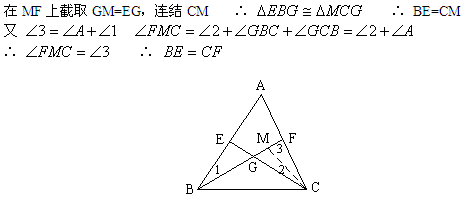 在 MF 上截取 GM=EG，连结 CM ∴ ΔEBG≅ΔMCG ∴ BE=CM
又 ∠3=∠A+∠1 ∠FMC=∠2+∠GBC+∠GCB=∠2+∠A
∴ ∠FMC=∠3 ∴ BE=CF
A
E
M
F
3
G
1
2
B
C